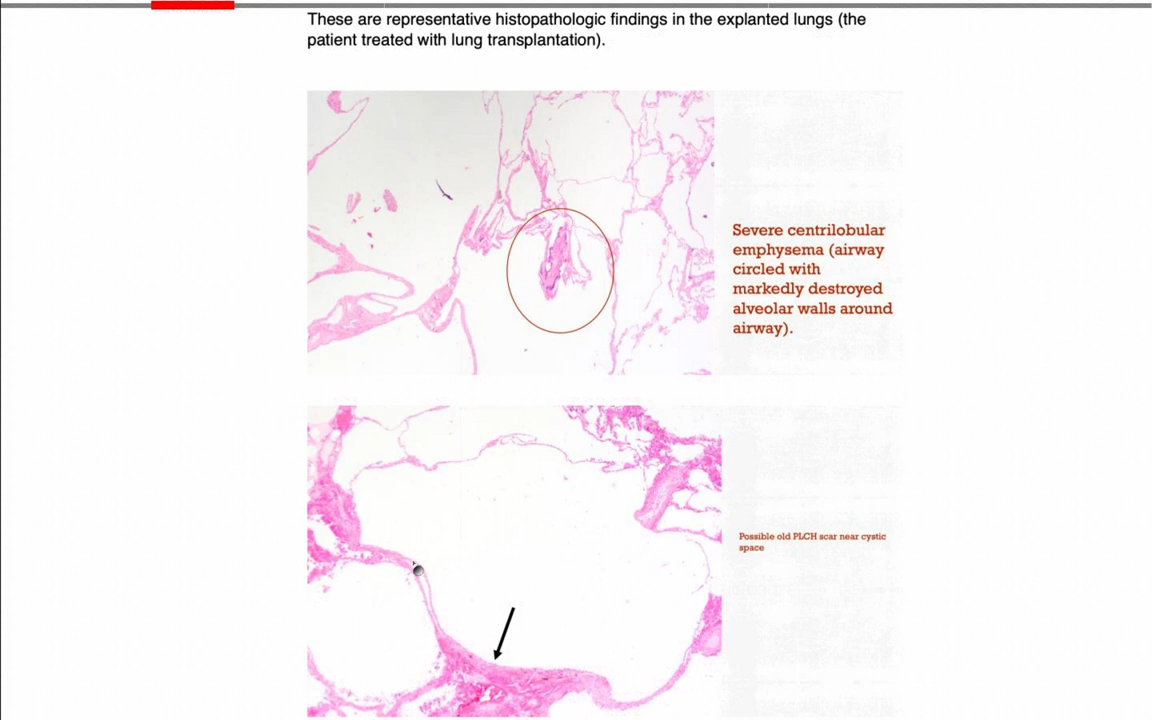 These are representative histopathologic findings in the explanted lungs (the
patient treated with lung transplantation).
Severe centrilobular
emphysema (airway
circled with
markedly destroyed
alveolar walls around
airway).
Possible old PLCH scar near cystic
space